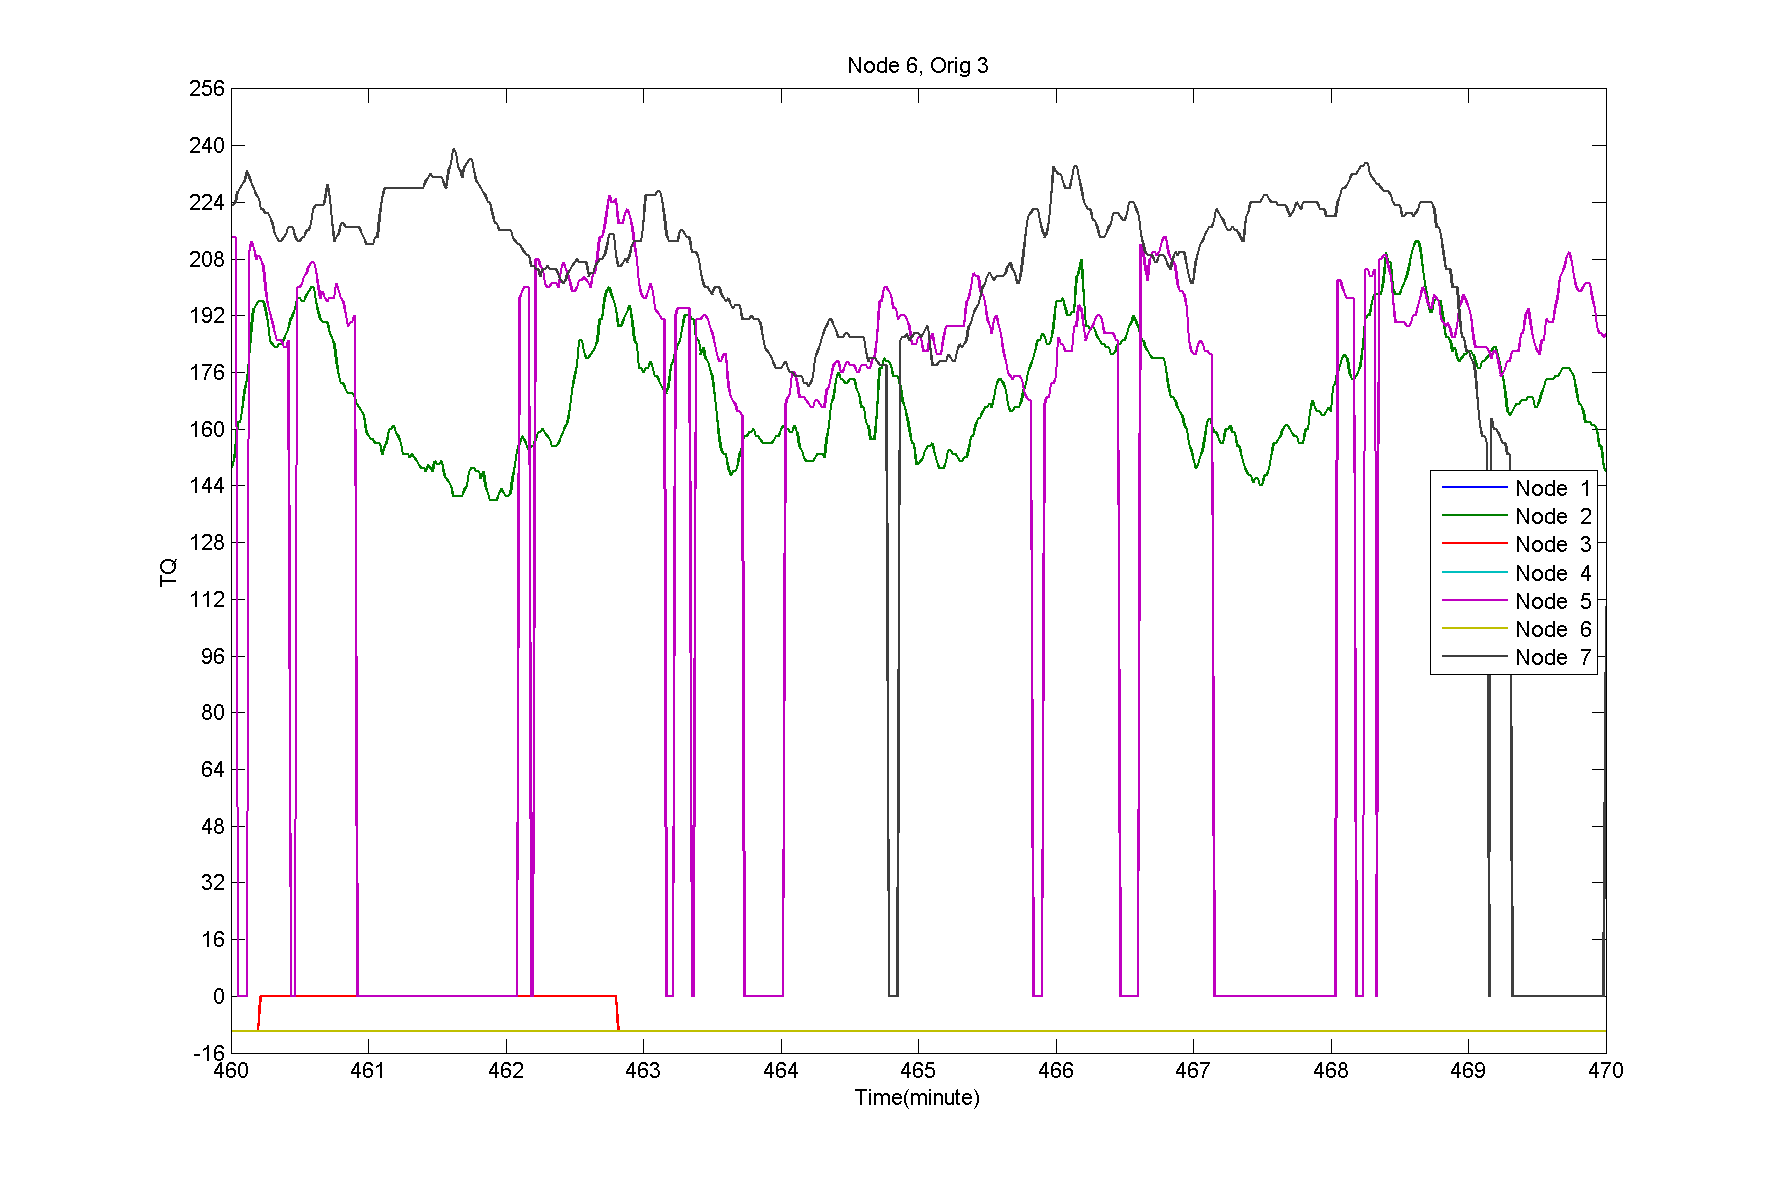 Node 6, Orig 3
256
240
224
208
192
176
160
144
128
112
96
80
64
48
32
16
0
-16
TQ
460 461 462 463 464 465 466 467 468 469 470
Time(minute)
Node 1
Node 2
Node 3
Node 4
Node 5
Node 6
Node 7